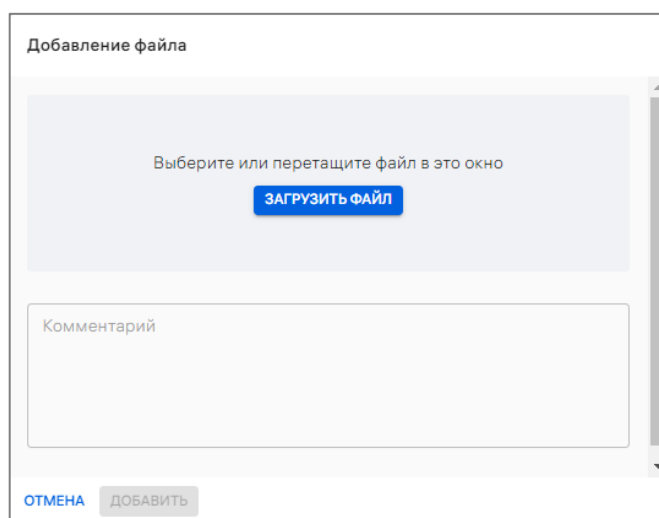 Добавление файла
Выберите или перетащите файл в это окно
ЗАГРУЗИТЬ ФАЙЛ
Комментарий
ОТМЕНА ДОБАВИТЬ